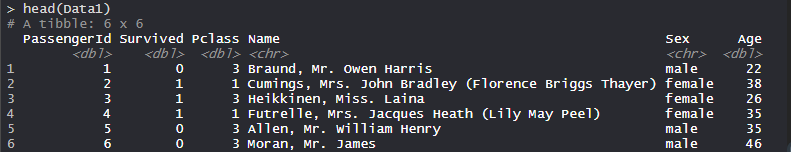 > head(Data1)
# A tibble: 6 x 6
PassengerId Survived Pclass Name Sex Age
<dbl> <dbl> <dbl> <chr> <chr> <dbl>
1 1 0 3 Braund, Mr. Owen Harris male 22
2 2 1 1 Cumings, Mrs. John Bradley (Florence Briggs Thayer) female 38
3 3 1 3 Heikkinen, Miss. Laina female 26
4 4 1 1 Futrelle, Mrs. Jacques Heath (Lily May Peel) female 35
5 5 0 3 Allen, Mr. William Henry male 35
6 6 0 3 Moran, Mr. James male 46